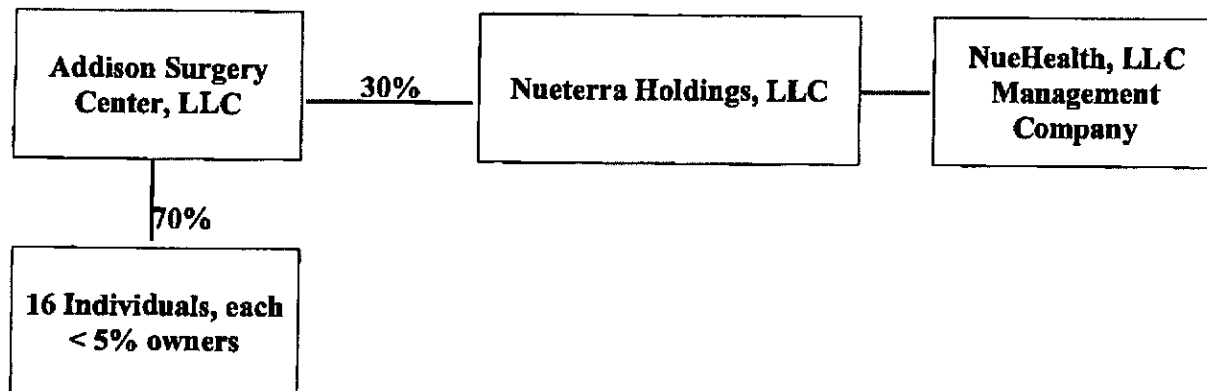 Addison Surgery
Center, LLC
30%
Nueterra Holdings, LLC
NueHealth, LLC
Management
Company
70%
16 Individuals, each
< 5% owners